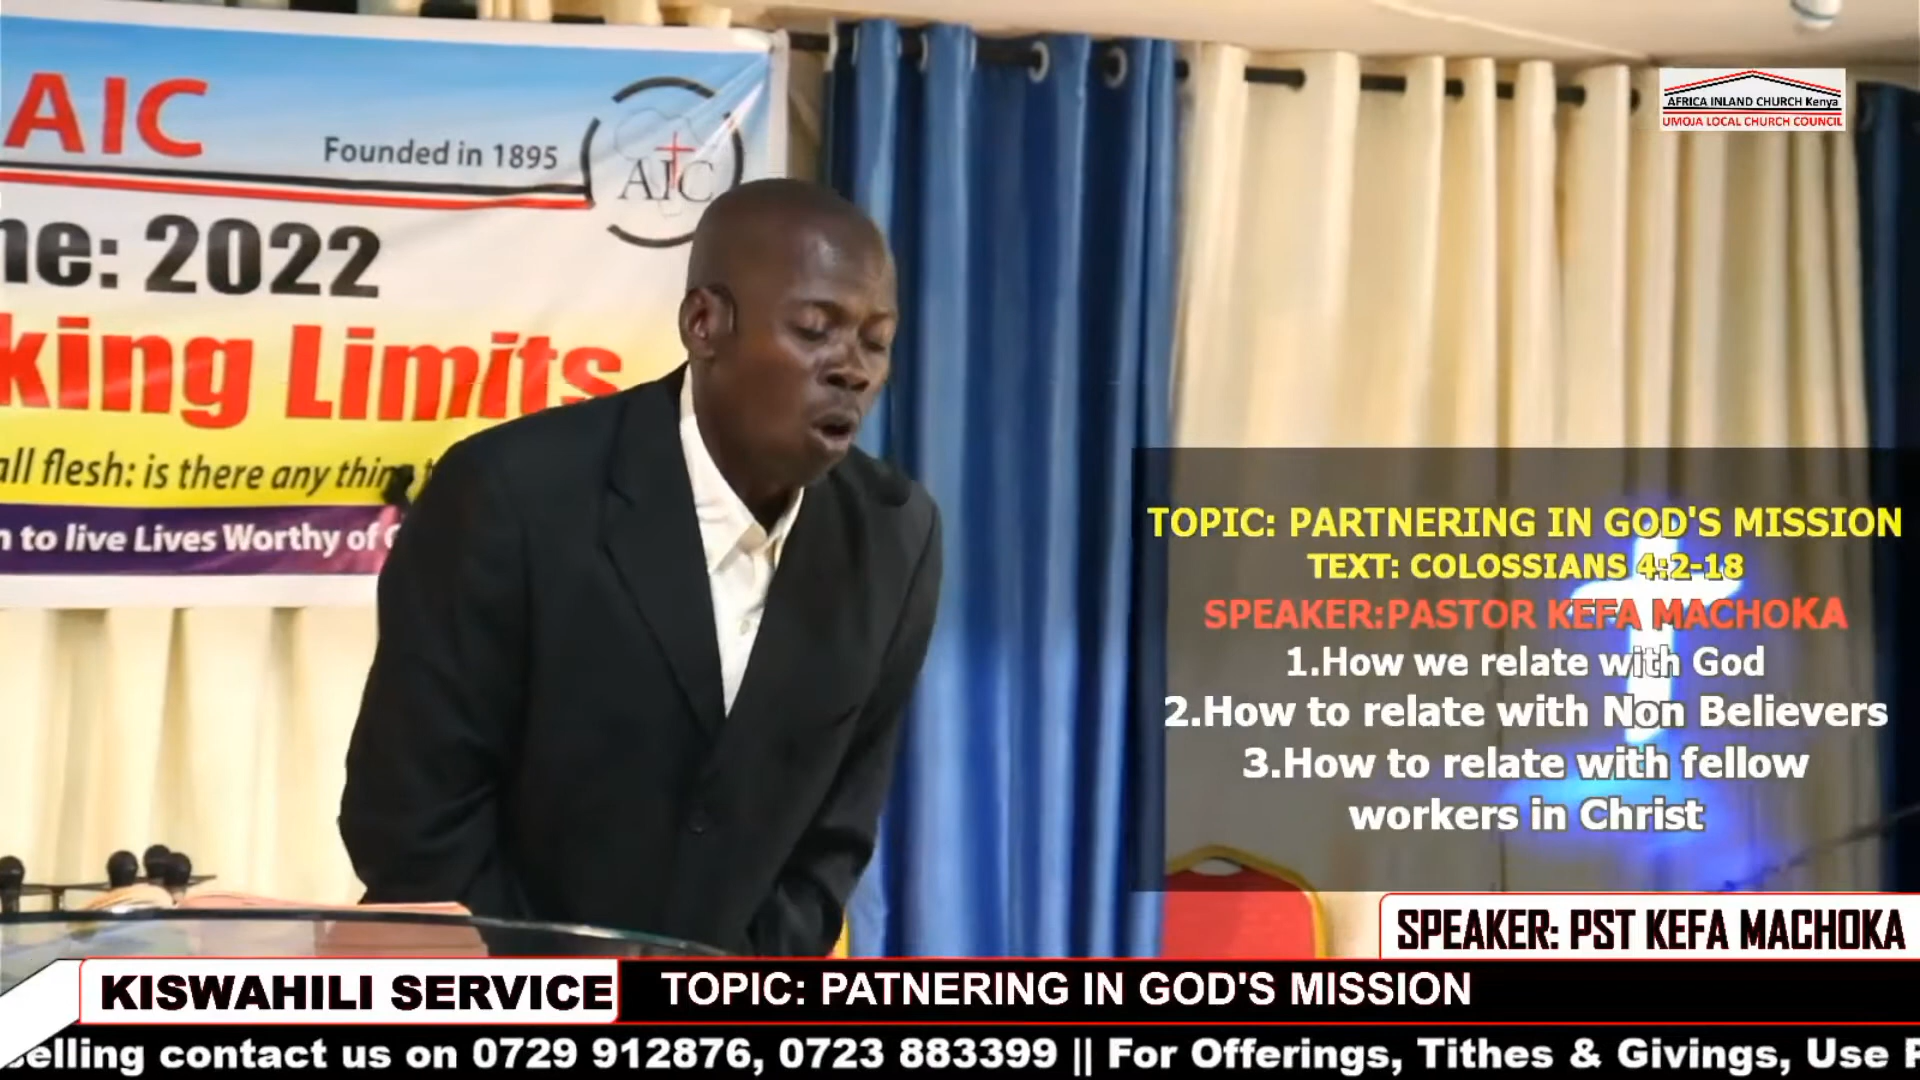 AIC
Founded in 1895
AIC
ne: 2022
king Limits
all flesh: is there any thing
n to live Lives Worthy of G
AFRICA INLAND CHURCH Kenya
UMOJA LOCAL CHURCH COUNCIL
TOPIC: PARTNERING IN GOD'S MISSION
TEXT: COLOSSIANS 4:2-18
SPEAKER:PASTOR KEFA MACHOKA
1.How we relate with God
2.How to relate with Non Believers
3.How to relate with fellow
workers in Christ
SPEAKER: PST KEFA MACHOKA
KISWAHILI SERVICE
TOPIC: PATNERING IN GOD'S MISSION
selling contact us on 0729 912876, 0723 883399 || For Offerings, Tithes & Givings, Use P